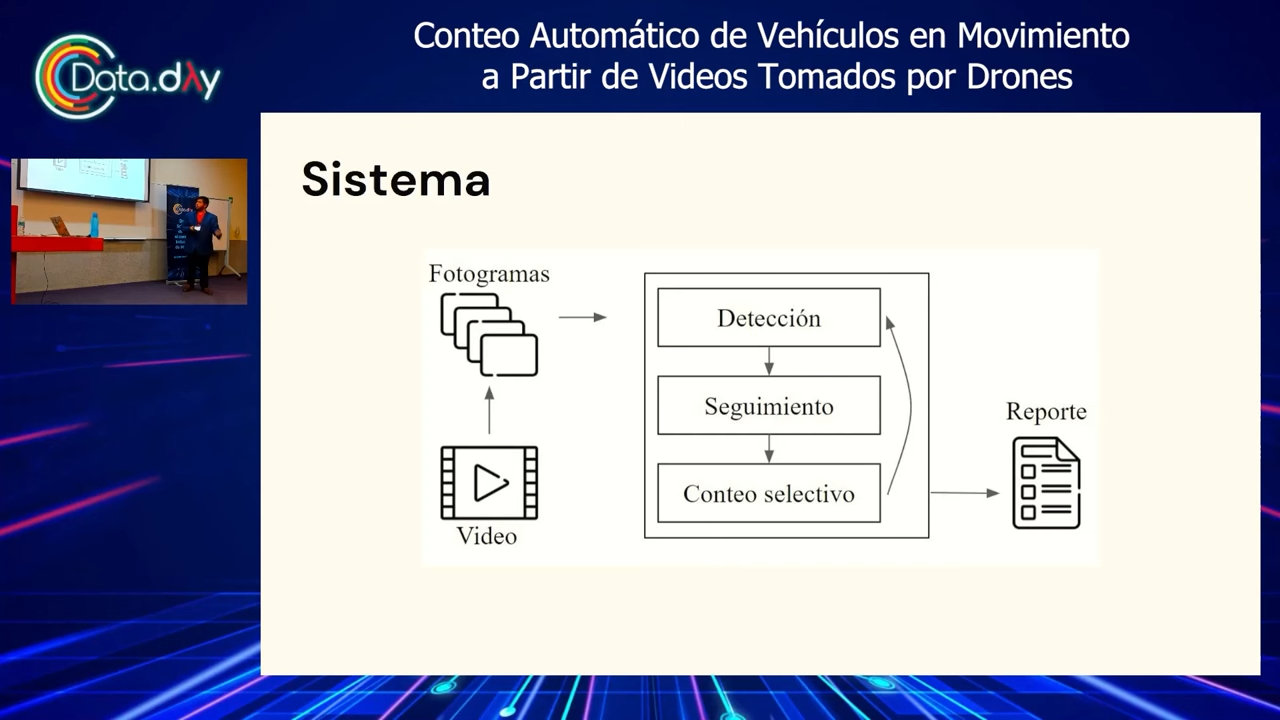 Conteo Automático de Vehículos en Movimiento
a Partir de Videos Tomados por Drones
Data.dλy
Sistema
Fotogramas
Video
Detección
Seguimiento
Conteo selectivo
Reporte